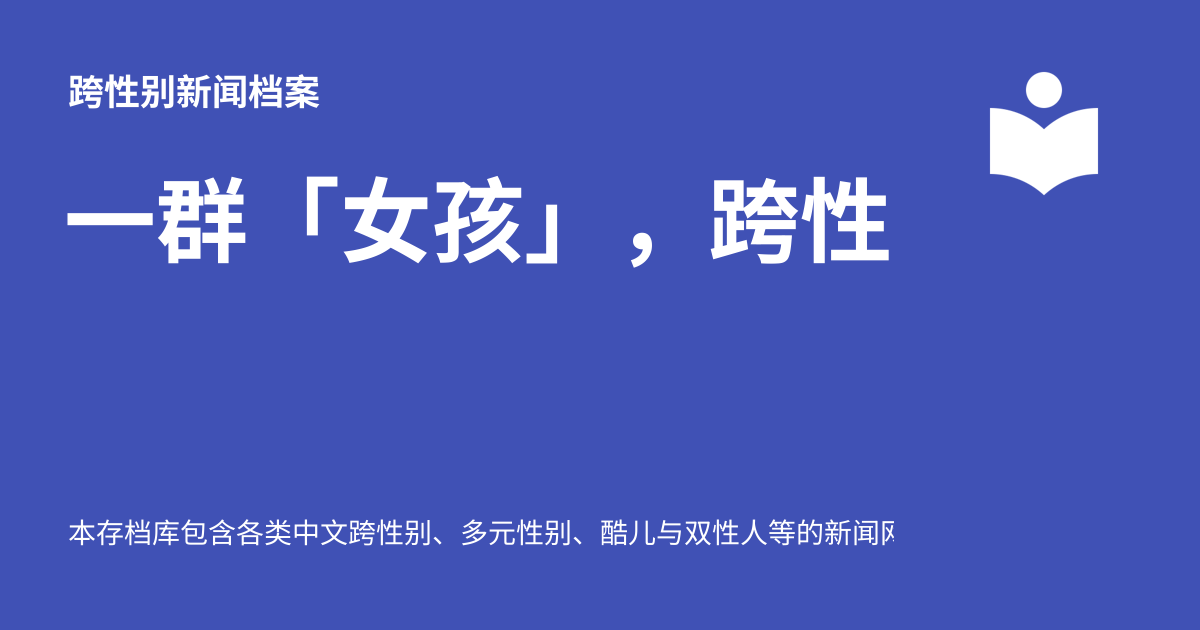 跨性别新闻档案
一群「女孩」，跨性
本存档库包含各类中文跨性别、多元性别、酷儿与双性人等的新闻